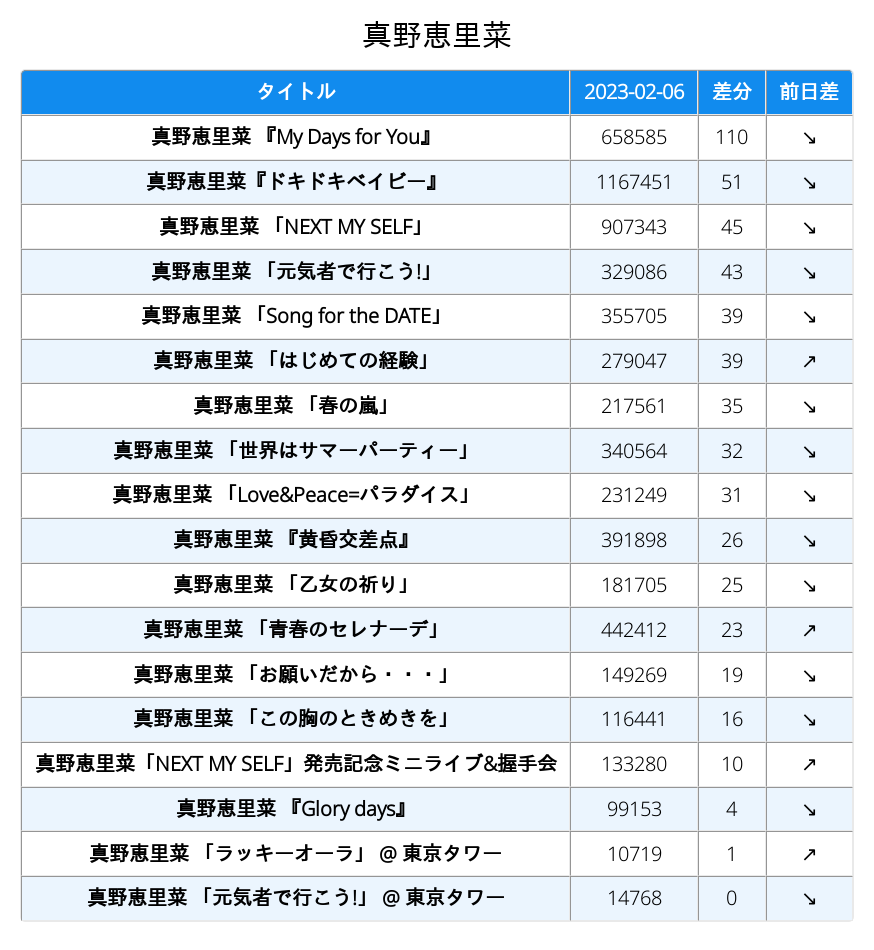 真野恵里菜
タイトル 2023-02-06 差分 前日差
真野恵里菜 『My Days for You』 658585 110 ↘
真野恵里菜『ドキドキベイビー』 1167451 51 ↘
真野恵里菜 「NEXT MY SELF」 907343 45 ↘
真野恵里菜 「元気者で行こう!」 329086 43 ↘
真野恵里菜 「Song for the DATE」 355705 39 ↘
真野恵里菜 「はじめての経験」 279047 39 ↗
真野恵里菜 「春の嵐」 217561 35 ↘
真野恵里菜 「世界はサマーパーティー」 340564 32 ↘
真野恵里菜 「Love&Peace=パラダイス」 231249 31 ↘
真野恵里菜 『黄昏交差点』 391898 26 ↘
真野恵里菜 「乙女の祈り」 181705 25 ↘
真野恵里菜 「青春のセレナーデ」 442412 23 ↗
真野恵里菜 「お願いだから・・・」 149269 19 ↘
真野恵里菜 「この胸のときめきを」 116441 16 ↘
真野恵里菜「NEXT MY SELF」発売記念ミニライブ&握手会 133280 10 ↗
真野恵里菜 『Glory days』 99153 4 ↘
真野恵里菜 「ラッキーオーラ」 @ 東京タワー 10719 1 ↗
真野恵里菜 「元気者で行こう!」 @ 東京タワー 14768 0 ↘